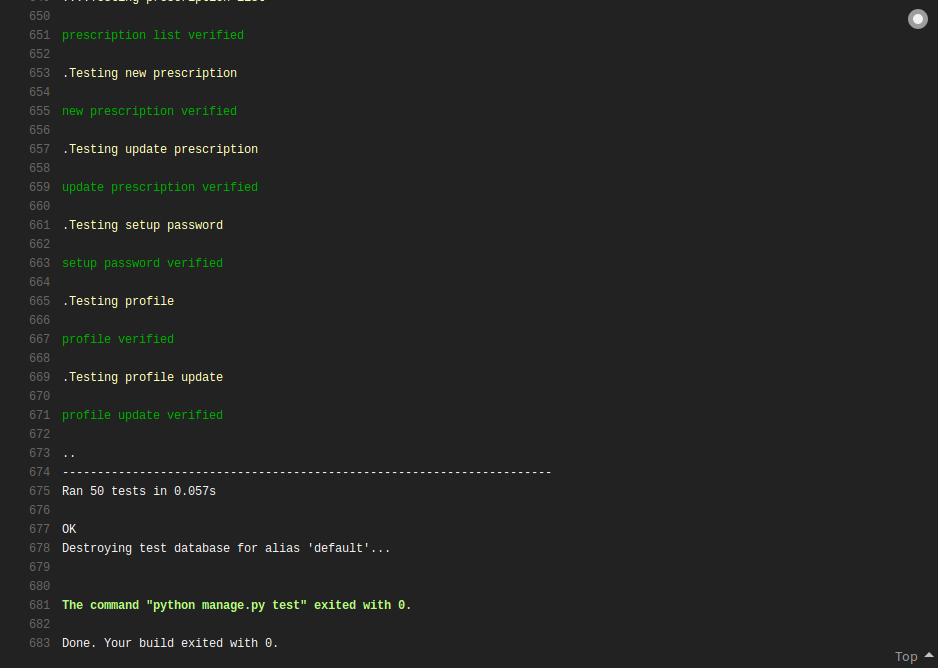 650
651 prescription list verified
652
653 .Testing new prescription
654
655 new prescription verified
656
657 .Testing update prescription
658
659 update prescription verified
660
661 .Testing setup password
662
663 setup password verified
664
665 .Testing profile
666
667 profile verified
668
669 .Testing profile update
670
671 profile update verified
672
673 ..
674 ----------------------------------------------------------------------
675 Ran 50 tests in 0.057s
676
677 OK
678 Destroying test database for alias 'default'...
679
680
681 The command "python manage.py test" exited with 0.
682
683 Done. Your build exited with 0.
Top